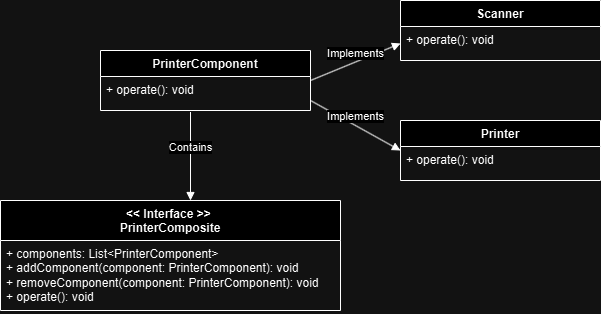 Scanner
+ operate(): void
Implements
PrinterComponent
+ operate(): void
Implements
Printer
+ operate(): void
Contains
<< Interface >>
PrinterComposite
+ components: List<PrinterComponent>
+ addComponent(component: PrinterComponent): void
+ removeComponent(component: PrinterComponent): void
+ operate(): void